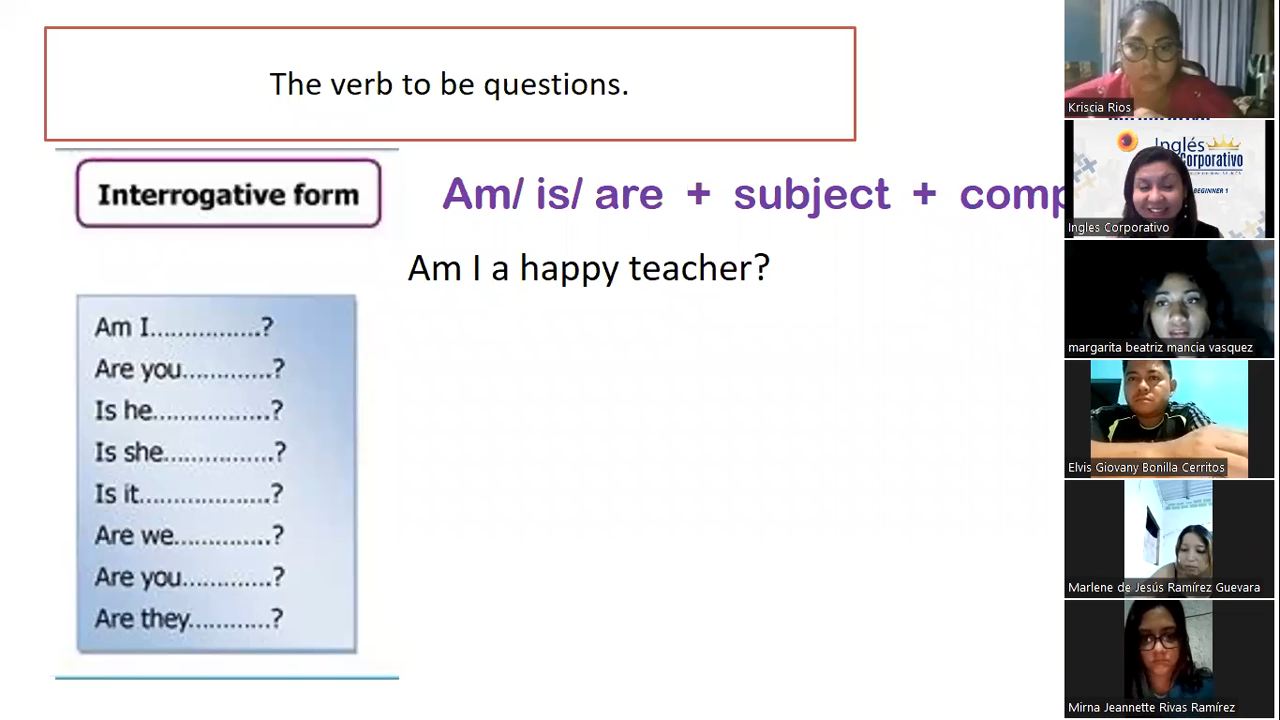 The verb to be questions.
Interrogative form
Am/ is/ are + subject + comp
Am I a happy teacher?
Am I................?
Are you.............?
Is he.................?
Is she................?
Is it...................?
Are we..............?
Are you.............?
Are they............?
Kriscia Rios
Inglés
Corporativo
BEGINNER 1
Ingles Corporativo
margarita beatriz mancia vasquez
Elvis Giovany Bonilla Cerritos
Marlene de Jesús Ramírez Guevara
Mirna Jeannette Rivas Ramírez